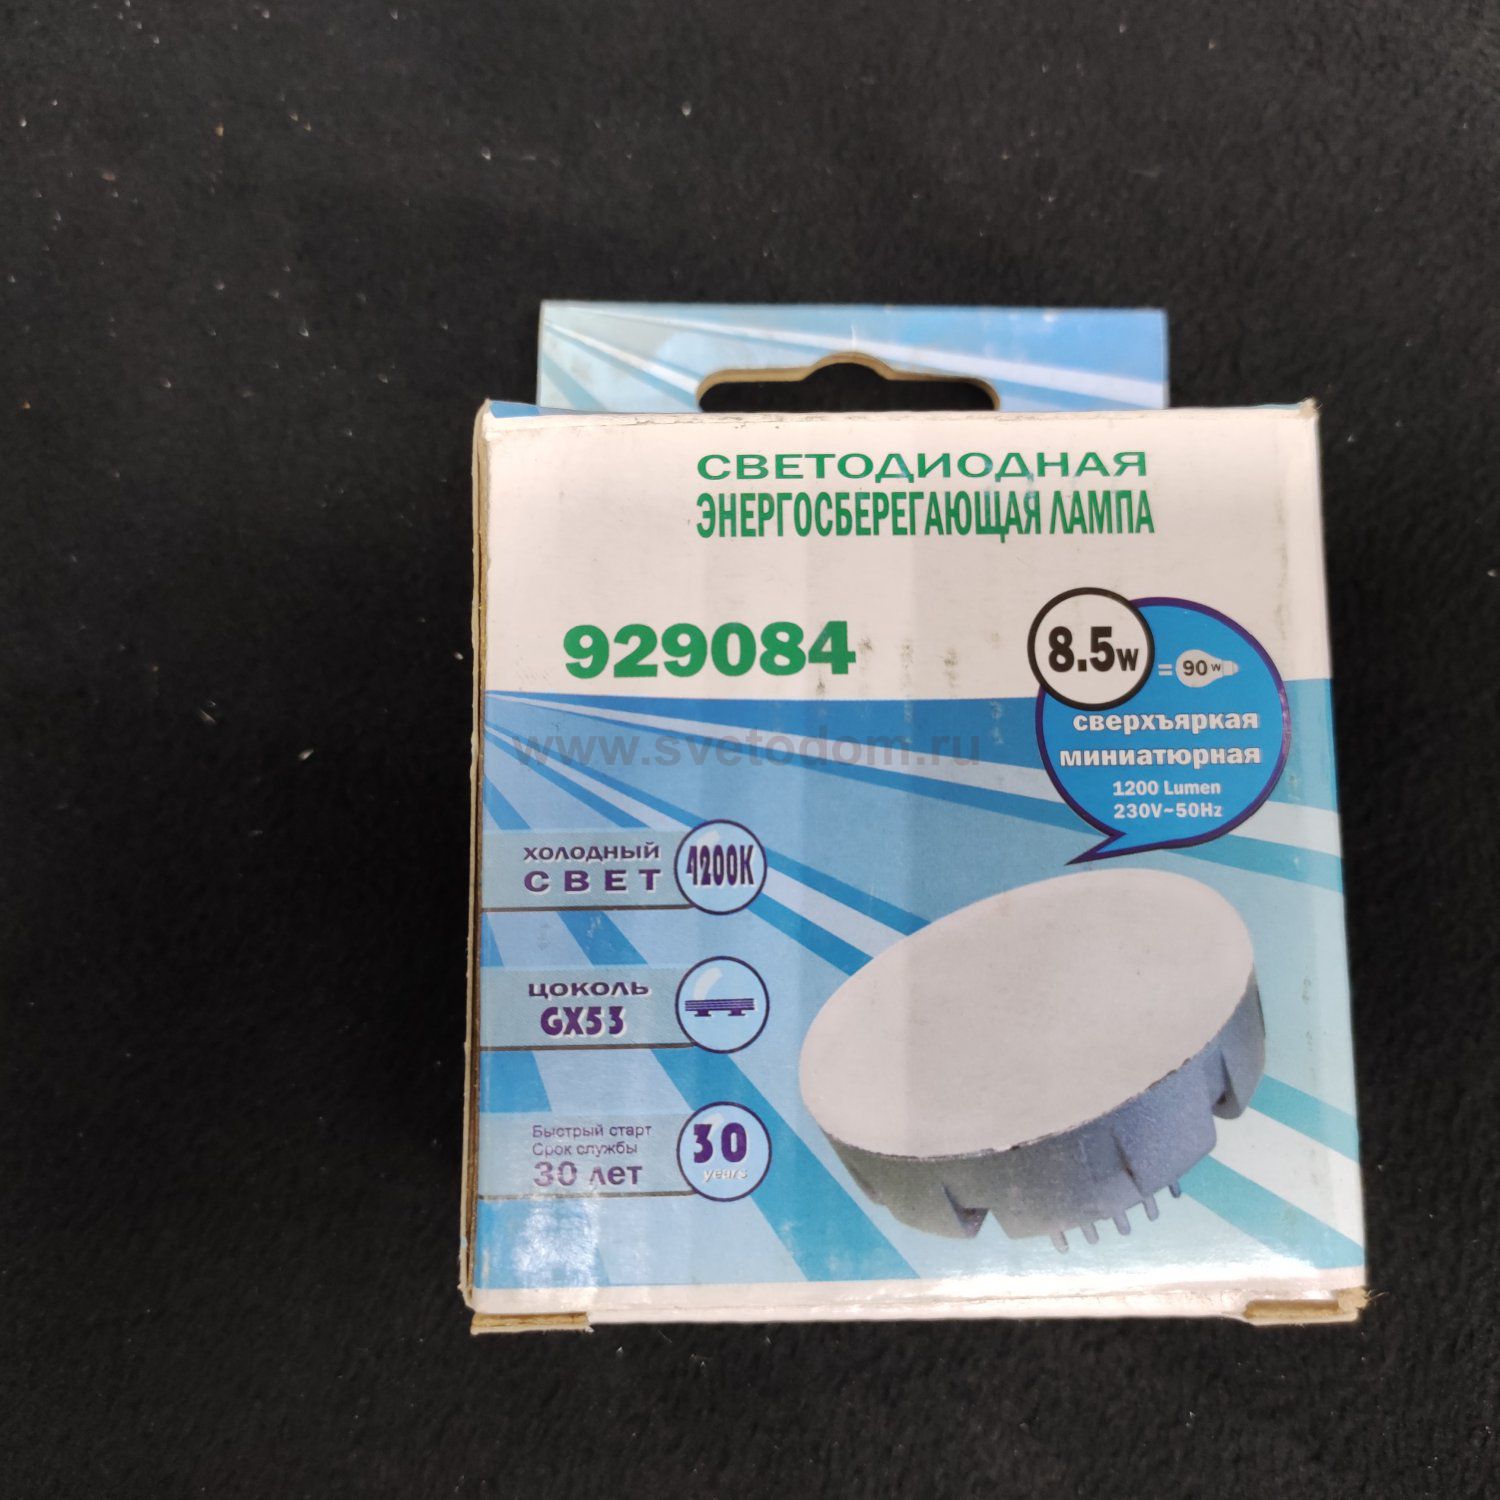 СВЕТОДИОДНАЯ
ЭНЕРГОСБЕРЕГАЮЩАЯ ЛАМПА
929084
8.5w
= 90 w
сверхъяркая
миниатюрная
1200 Lumen
230V~50Hz
www.svetodom.ru
ХОЛОДНЫЙ
СВЕТ
4200K
ЦОКОЛЬ
GX53
Быстрый старт
Срок службы
30 лет
30
years